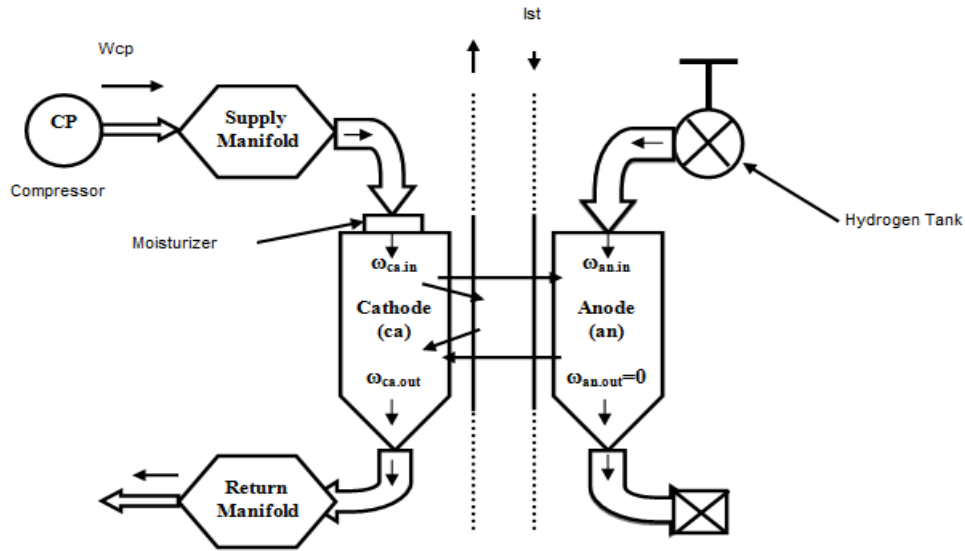 Ist
Wcp
CP
Supply
Manifold
Compressor
Hydrogen Tank
Moisturizer
ωca.in
ωan.in
Cathode
(ca)
Anode
(an)
ωca.out
ωan.out=0
Return
Manifold